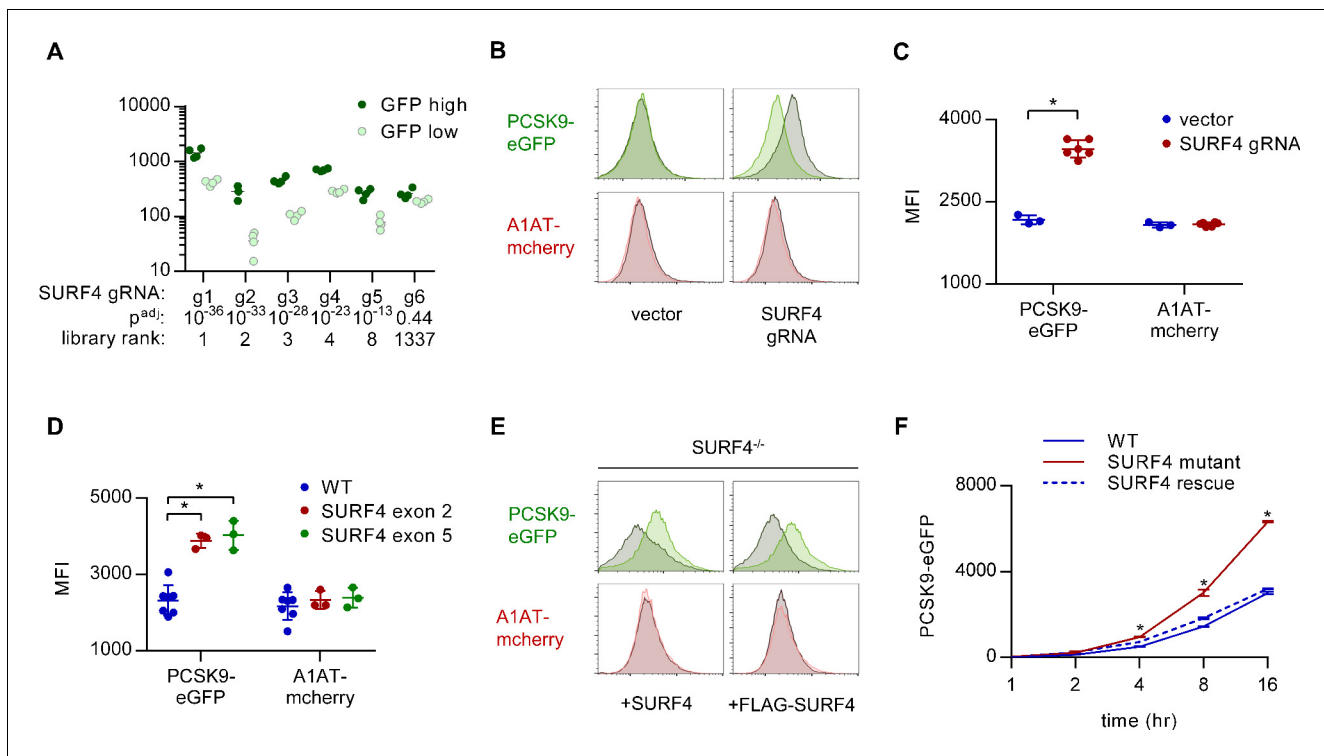 A
GFP high
GFP low
10000
1000
100
10
SURF4 gRNA: g1 g2 g3 g4 g5 g6
p^adj: 10^-36 10^-33 10^-28 10^-23 10^-13 0.44
library rank: 1 2 3 4 8 1337
B
PCSK9-
eGFP
A1AT-
mcherry
vector
SURF4
gRNA
C
vector
SURF4 gRNA
*
MFI
4000
2500
1000
PCSK9-
eGFP
A1AT-
mcherry
D
WT
SURF4 exon 2
SURF4 exon 5
*
*
MFI
5000
3000
1000
PCSK9-
eGFP
A1AT-
mcherry
E
SURF4^-/-
PCSK9-
eGFP
A1AT-
mcherry
+SURF4
+FLAG-SURF4
F
WT
SURF4 mutant
SURF4 rescue
PCSK9-eGFP
8000
4000
0
*
*
*
1 2 4 8 16
time (hr)